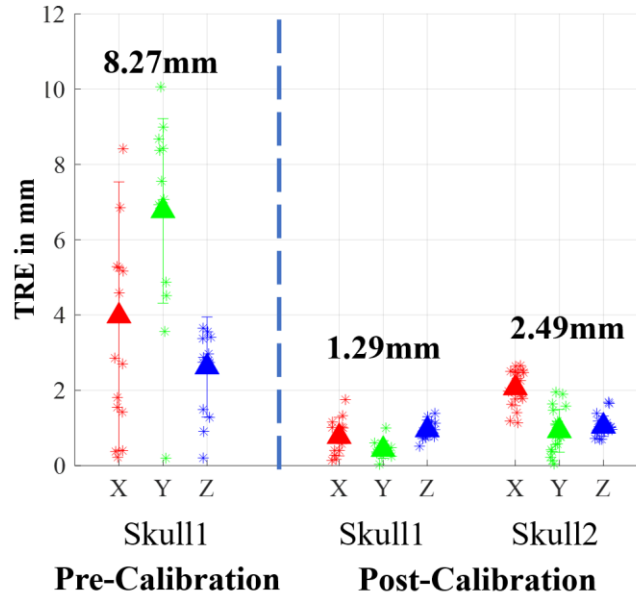 12
8.27mm
10
8
6
TRE in mm
4
2.49mm
1.29mm
2
0
X Y Z X Y Z X Y Z
Skull1 Skull1 Skull2
Pre-Calibration Post-Calibration